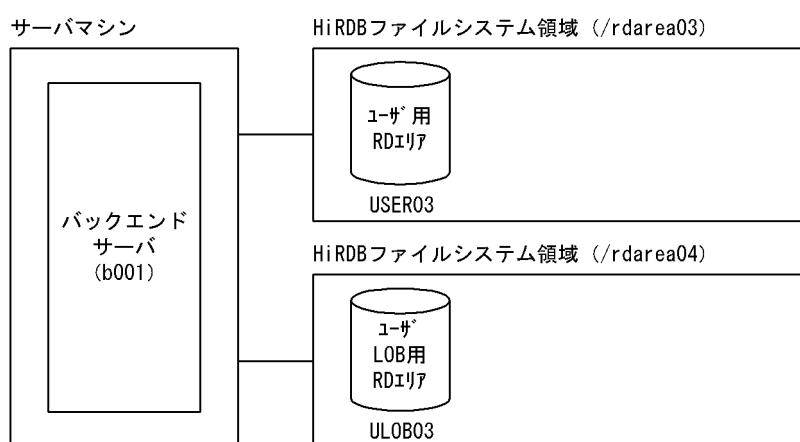 サーバマシン
HiRDBファイルシステム領域（/rdarea03）
ﾕｰｻﾞ用
RDｴﾘｱ
USER03
バックエンド
サーバ
（b001）
HiRDBファイルシステム領域（/rdarea04）
ﾕｰｻﾞ
LOB用
RDｴﾘｱ
ULOB03